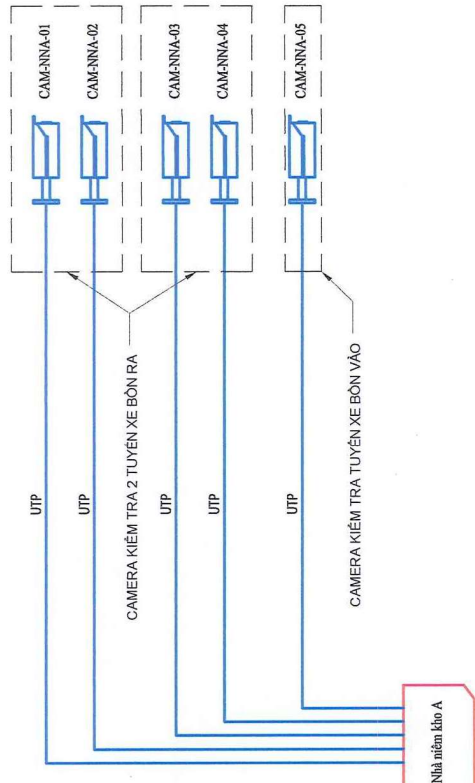 CAM-NNA-01
CAM-NNA-02
CAM-NNA-03
CAM-NNA-04
CAM-NNA-05
UTP
UTP
UTP
UTP
UTP
CAMERA KIỂM TRA 2 TUYẾN XE BỒN RA
CAMERA KIỂM TRA TUYẾN XE BỒN VÀO
Nhà niêm kho A